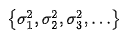 {σ₁², σ₂², σ₃², …}